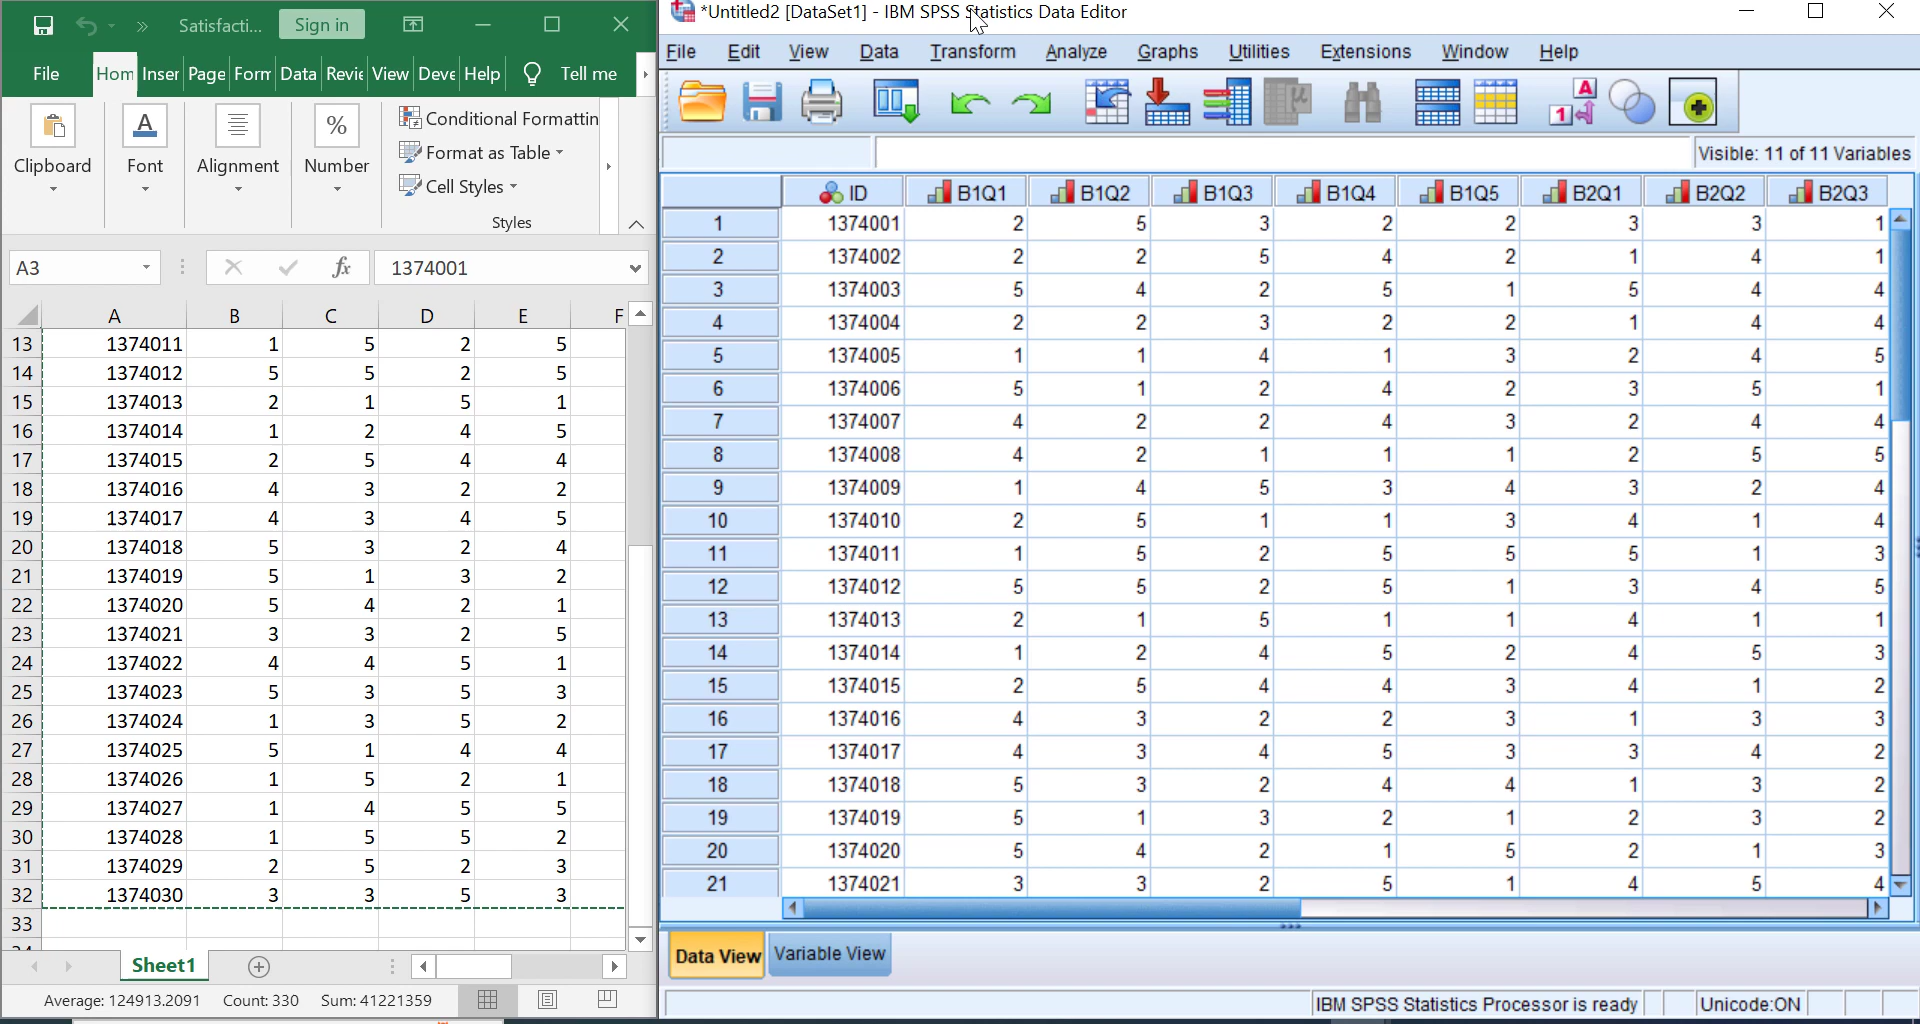 Satisfacti... Sign in
File Hom Inser Page Forn Data Revie View Deve Help Tell me
Clipboard Font Alignment % Number
Conditional Formattin
Format as Table
Cell Styles
Styles
A3 fx 1374001
A B C D E F
13 1374011 1 5 2 5
14 1374012 5 5 2 5
15 1374013 2 1 5 1
16 1374014 1 2 4 5
17 1374015 2 5 4 4
18 1374016 4 3 2 2
19 1374017 4 3 4 5
20 1374018 5 3 2 4
21 1374019 5 1 3 2
22 1374020 5 4 2 1
23 1374021 3 3 2 5
24 1374022 4 4 5 1
25 1374023 5 3 5 3
26 1374024 1 3 5 2
27 1374025 5 1 4 4
28 1374026 1 5 2 1
29 1374027 1 4 5 5
30 1374028 1 5 5 2
31 1374029 2 5 2 3
32 1374030 3 3 5 3
33
Sheet1
Average: 124913.2091 Count: 330 Sum: 41221359
*Untitled2 [DataSet1] - IBM SPSS Statistics Data Editor
File Edit View Data Transform Analyze Graphs Utilities Extensions Window Help
Visible: 11 of 11 Variables
ID B1Q1 B1Q2 B1Q3 B1Q4 B1Q5 B2Q1 B2Q2 B2Q3
1 1374001 2 5 3 2 2 3 3 1
2 1374002 2 2 5 4 2 1 4 1
3 1374003 5 4 2 5 1 5 4 4
4 1374004 2 2 3 2 2 1 4 4
5 1374005 1 1 4 1 3 2 4 5
6 1374006 5 1 2 4 2 3 5 1
7 1374007 4 2 2 4 3 2 4 4
8 1374008 4 2 1 1 1 2 5 5
9 1374009 1 4 5 3 4 3 2 4
10 1374010 2 5 1 1 3 4 1 4
11 1374011 1 5 2 5 5 5 1 3
12 1374012 5 5 2 5 1 3 4 5
13 1374013 2 1 5 1 1 4 1 1
14 1374014 1 2 4 5 2 4 5 3
15 1374015 2 5 4 4 3 4 1 2
16 1374016 4 3 2 2 3 1 3 3
17 1374017 4 3 4 5 3 3 4 2
18 1374018 5 3 2 4 4 1 3 2
19 1374019 5 1 3 2 1 2 3 2
20 1374020 5 4 2 1 5 2 1 3
21 1374021 3 3 2 5 1 4 5 4
Data View Variable View
IBM SPSS Statistics Processor is ready Unicode:ON